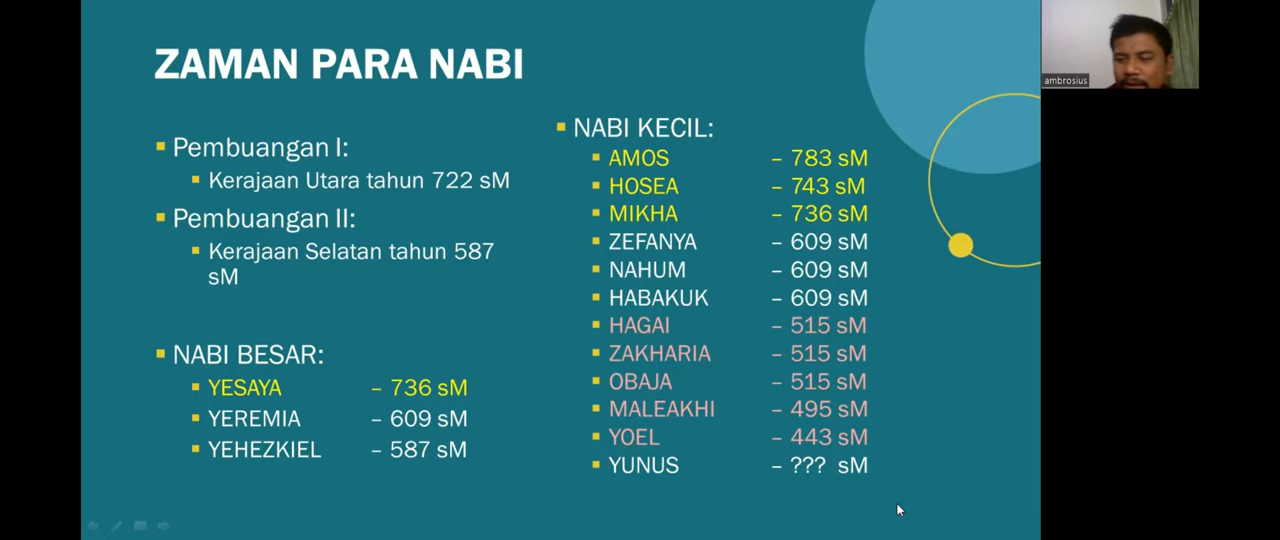 ZAMAN PARA NABI
Pembuangan I:
Kerajaan Utara tahun 722 sM
Pembuangan II:
Kerajaan Selatan tahun 587
sM
NABI BESAR:
YESAYA – 736 sM
YEREMIA – 609 sM
YEHEZKIEL – 587 sM
NABI KECIL:
AMOS – 783 sM
HOSEA – 743 sM
MIKHA – 736 sM
ZEFANYA – 609 sM
NAHUM – 609 sM
HABAKUK – 609 sM
HAGAI – 515 sM
ZAKHARIA – 515 sM
OBAJA – 515 sM
MALEAKHI – 495 sM
YOEL – 443 sM
YUNUS – ??? sM
ambrosius